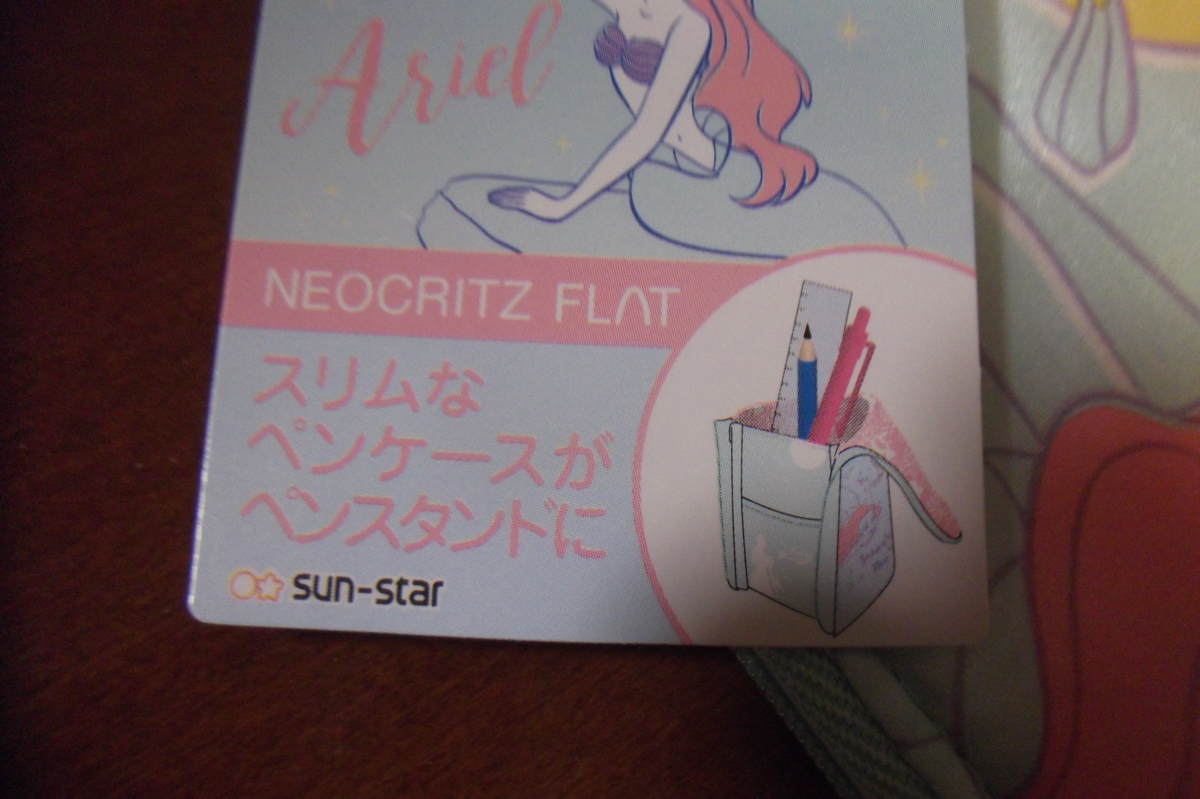 Ariel
NEOCRITZ FLAT
スリムな
ペンケースが
ペンスタンドに
sun-star